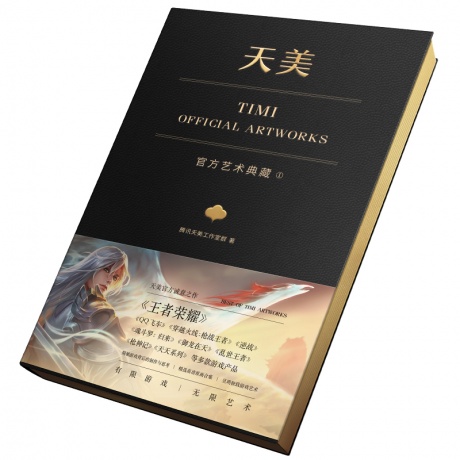 天美
TIMI
OFFICIAL ARTWORKS
官方艺术典藏①
腾讯天美工作室群 著
天美官方诚意之作
OF TIMI ARTWORKS
《王者荣耀》
《QQ飞车》《穿越火线:枪战王者》《逆战》
《魂斗罗:归来》《御龙在天》《乱世王者》
《枪神纪》《天天系列》等多款游戏产品
有限游戏 | 无限艺术